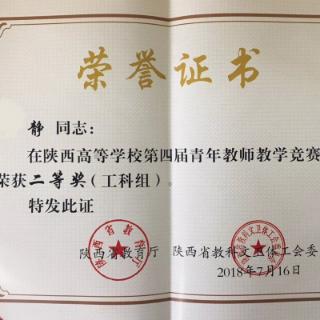 荣誉证书
静 同志：
在陕西高等学校第四届青年教师教学竞赛
荣获二等奖（工科组）。
特发此证
陕西省教育厅 陕西省教科文卫体工会委
2018年7月16日